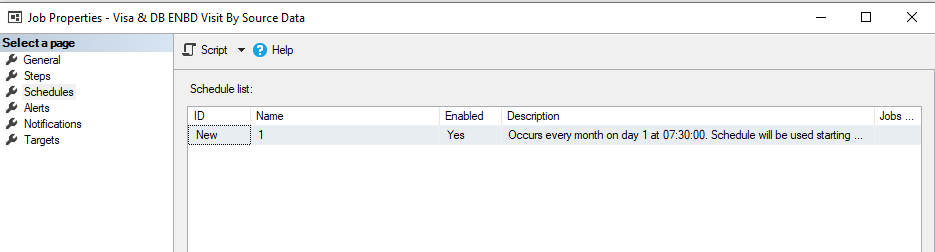 Job Properties - Visa & DB ENBD Visit By Source Data
Select a page
General
Steps
Schedules
Alerts
Notifications
Targets
Script
Help
Schedule list:
ID Name Enabled Description Jobs ...
New 1 Yes Occurs every month on day 1 at 07:30:00. Schedule will be used starting ...